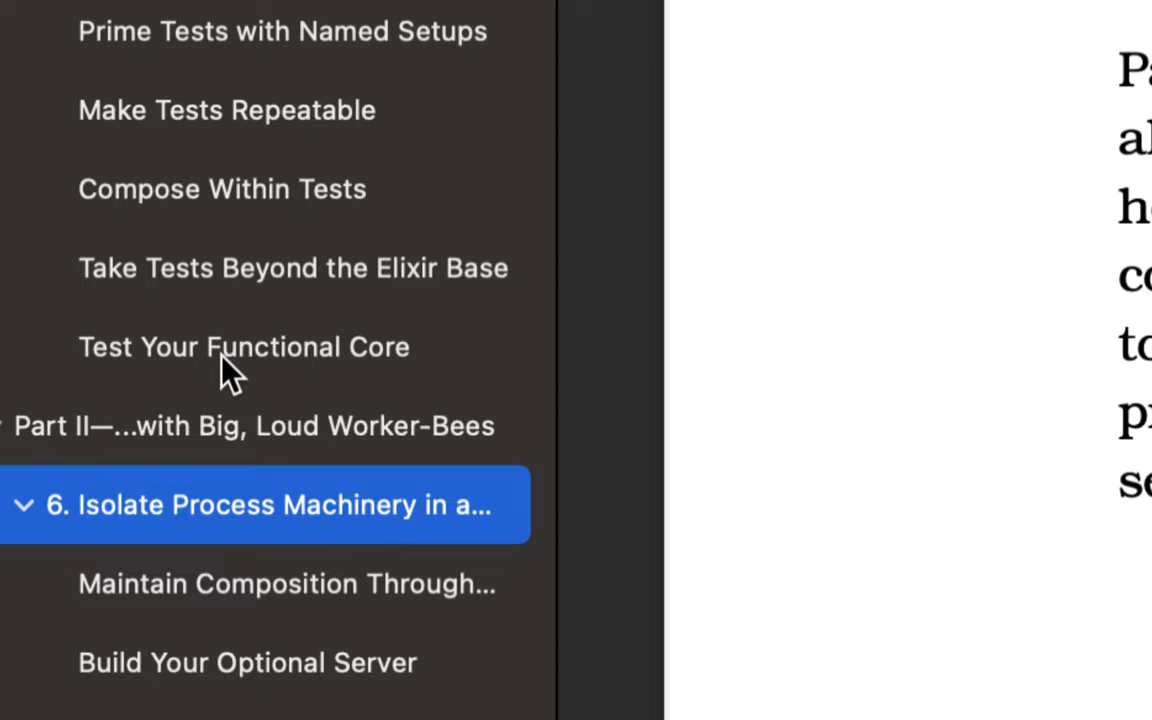 Prime Tests with Named Setups
Make Tests Repeatable
Compose Within Tests
Take Tests Beyond the Elixir Base
Test Your Functional Core
Part II—...with Big, Loud Worker-Bees
6. Isolate Process Machinery in a...
Maintain Composition Through...
Build Your Optional Server